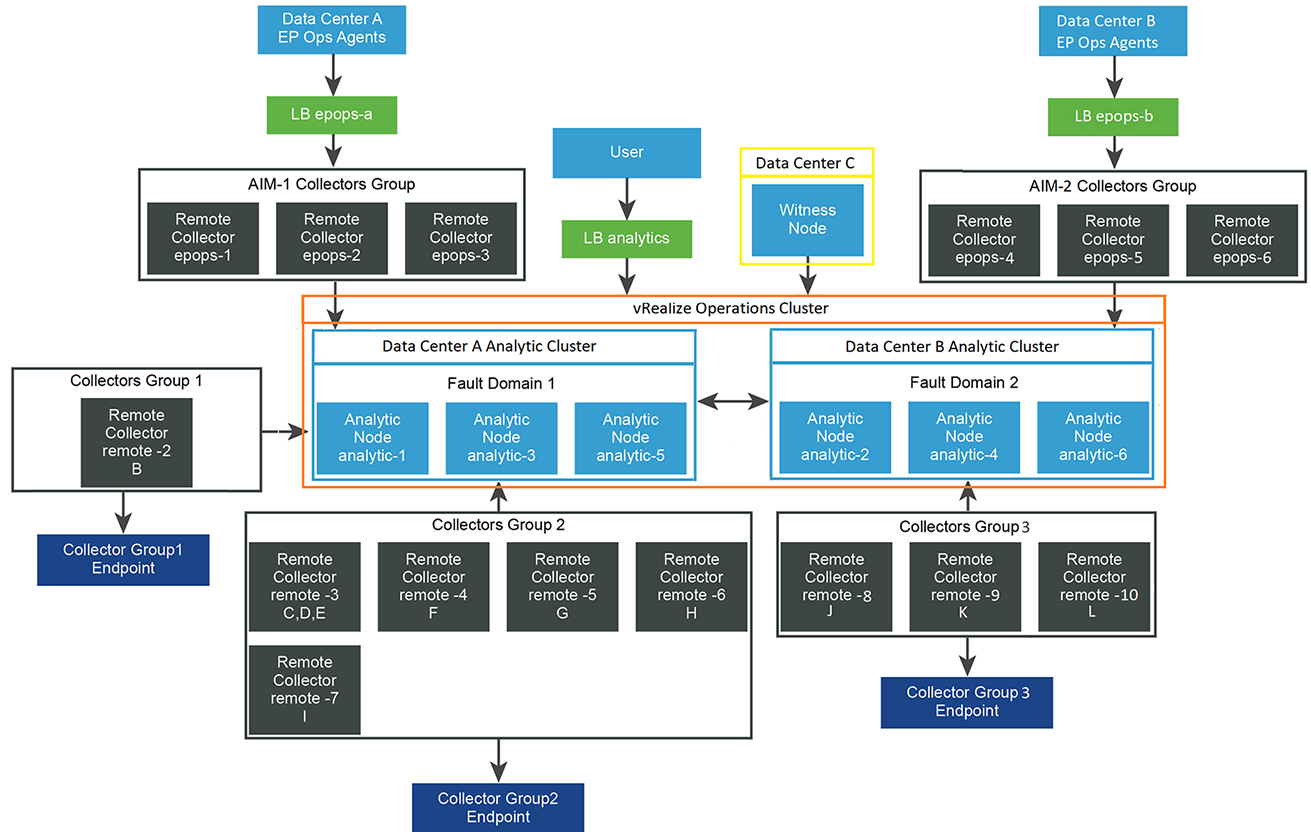 Data Center A
EP Ops Agents
Data Center B
EP Ops Agents
LB epops-a
LB epops-b
User
Data Center C
Witness
Node
LB analytics
AIM-1 Collectors Group
Remote
Collector
epops-1
Remote
Collector
epops-2
Remote
Collector
epops-3
AIM-2 Collectors Group
Remote
Collector
epops-4
Remote
Collector
epops-5
Remote
Collector
epops-6
vRealize Operations Cluster
Data Center A Analytic Cluster
Fault Domain 1
Analytic
Node
analytic-1
Analytic
Node
analytic-3
Analytic
Node
analytic-5
Data Center B Analytic Cluster
Fault Domain 2
Analytic
Node
analytic-2
Analytic
Node
analytic-4
Analytic
Node
analytic-6
Collectors Group 1
Remote
Collector
remote -2
B
Collector Group1
Endpoint
Collectors Group 2
Remote
Collector
remote -3
C,D,E
Remote
Collector
remote -4
F
Remote
Collector
remote -5
G
Remote
Collector
remote -6
H
Remote
Collector
remote -7
I
Collector Group2
Endpoint
Collectors Group 3
Remote
Collector
remote -8
J
Remote
Collector
remote -9
K
Remote
Collector
remote -10
L
Collector Group 3
Endpoint